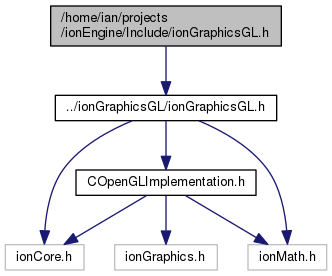 /home/ian/projects
/ionEngine/Include/ionGraphicsGL.h
../ionGraphicsGL/ionGraphicsGL.h
COpenGLImplementation.h
ionCore.h
ionGraphics.h
ionMath.h